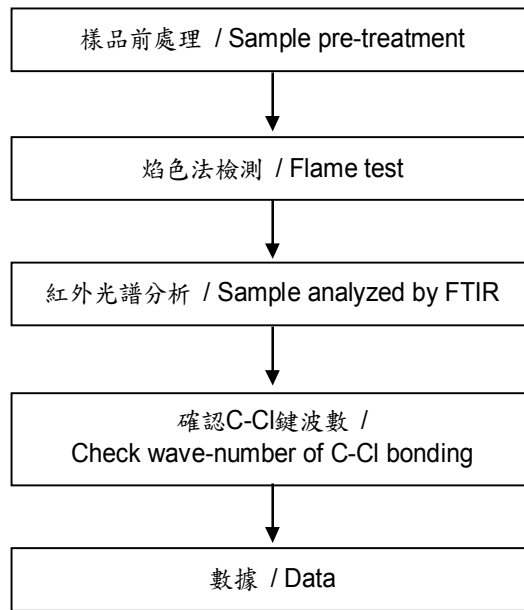 樣品前處理 / Sample pre-treatment
焰色法檢測 / Flame test
紅外光譜分析 / Sample analyzed by FTIR
確認C-Cl鍵波數 /
Check wave-number of C-Cl bonding
數據 / Data